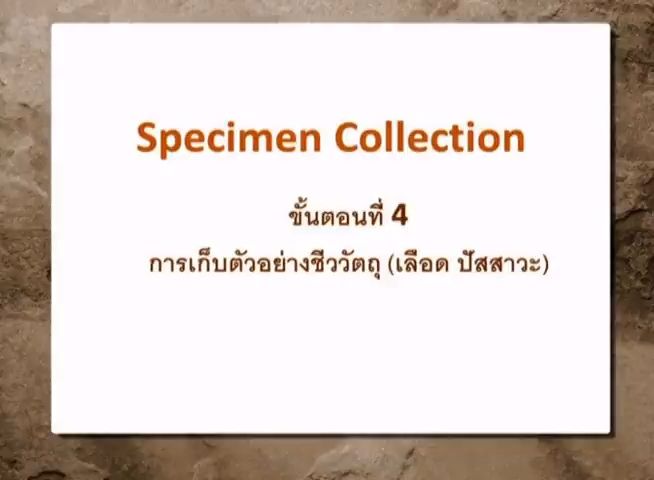 Specimen Collection
ขั้นตอนที่ 4
การเก็บตัวอย่างชีววัตถุ (เลือด ปัสสาวะ)